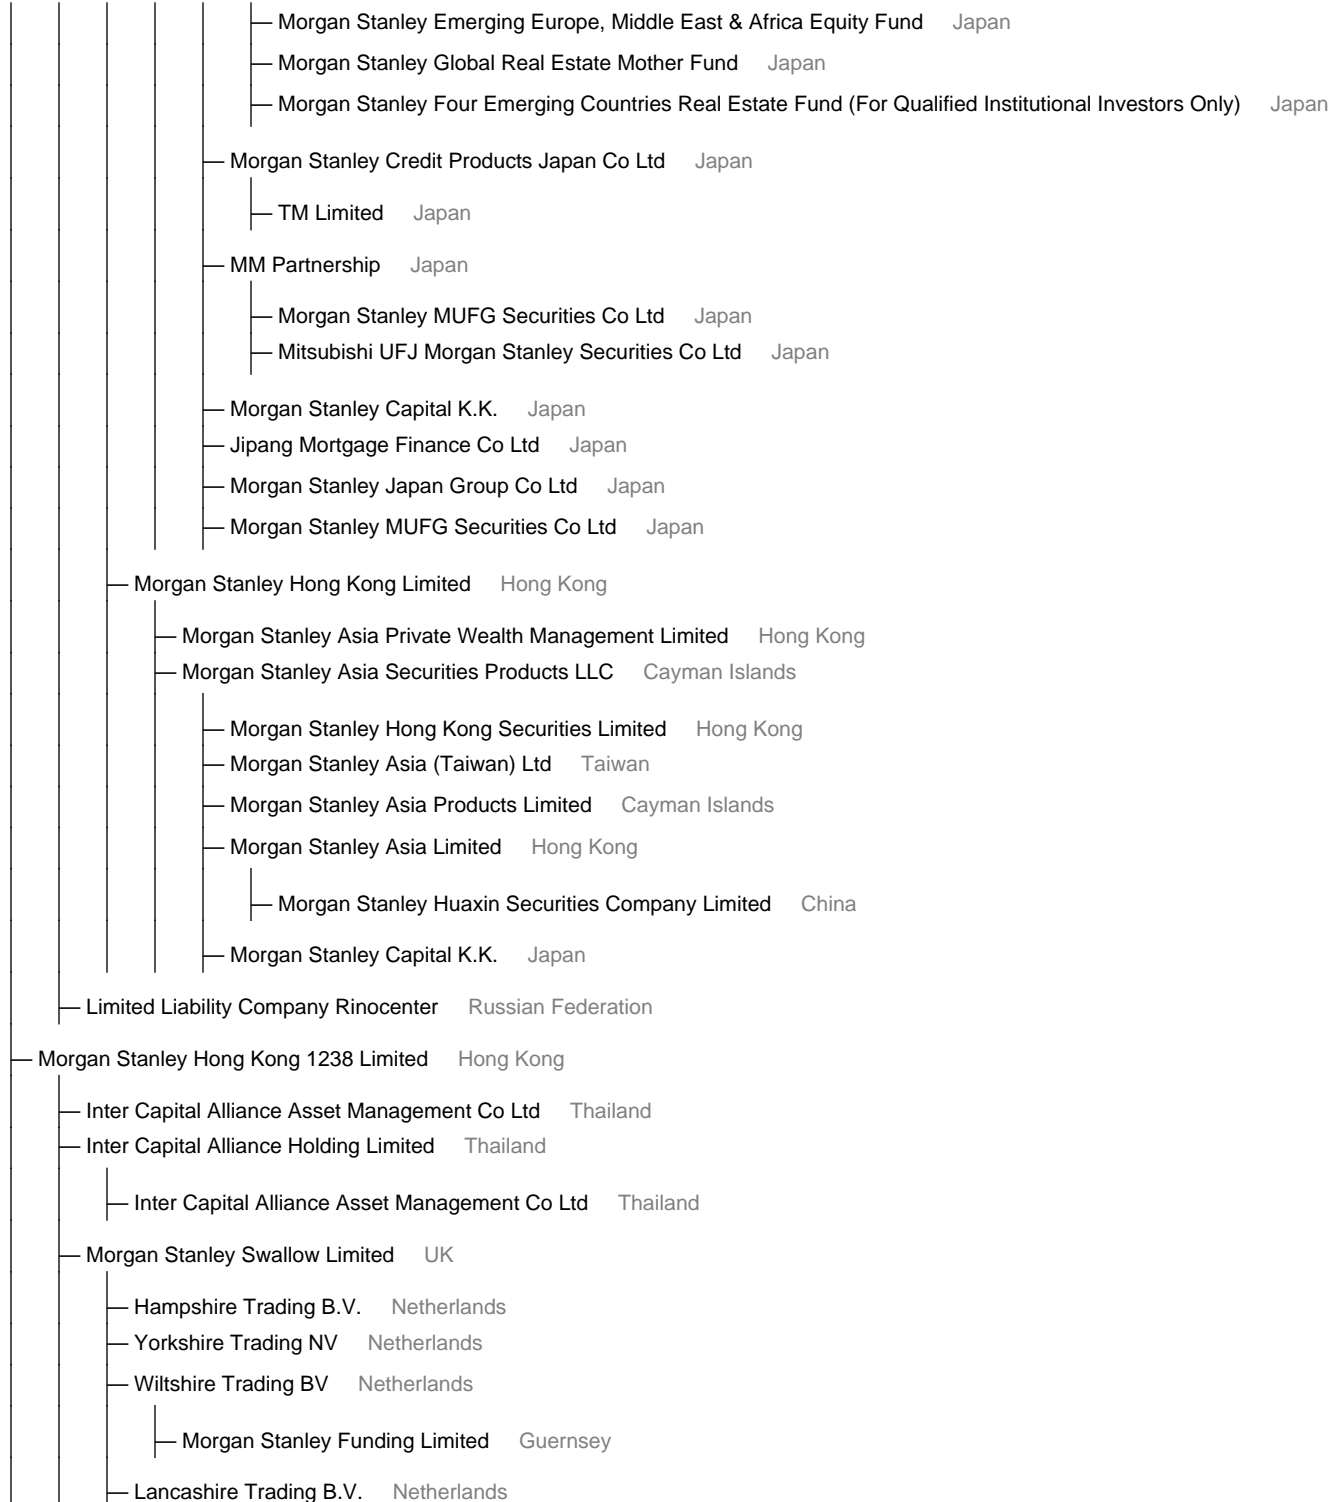 Morgan Stanley Emerging Europe, Middle East & Africa Equity Fund Japan
Morgan Stanley Global Real Estate Mother Fund Japan
Morgan Stanley Four Emerging Countries Real Estate Fund (For Qualified Institutional Investors Only) Japan
Morgan Stanley Credit Products Japan Co Ltd Japan
TM Limited Japan
MM Partnership Japan
Morgan Stanley MUFG Securities Co Ltd Japan
Mitsubishi UFJ Morgan Stanley Securities Co Ltd Japan
Morgan Stanley Capital K.K. Japan
Jipang Mortgage Finance Co Ltd Japan
Morgan Stanley Japan Group Co Ltd Japan
Morgan Stanley MUFG Securities Co Ltd Japan
Morgan Stanley Hong Kong Limited Hong Kong
Morgan Stanley Asia Private Wealth Management Limited Hong Kong
Morgan Stanley Asia Securities Products LLC Cayman Islands
Morgan Stanley Hong Kong Securities Limited Hong Kong
Morgan Stanley Asia (Taiwan) Ltd Taiwan
Morgan Stanley Asia Products Limited Cayman Islands
Morgan Stanley Asia Limited Hong Kong
Morgan Stanley Huaxin Securities Company Limited China
Morgan Stanley Capital K.K. Japan
Limited Liability Company Rinocenter Russian Federation
Morgan Stanley Hong Kong 1238 Limited Hong Kong
Inter Capital Alliance Asset Management Co Ltd Thailand
Inter Capital Alliance Holding Limited Thailand
Inter Capital Alliance Asset Management Co Ltd Thailand
Morgan Stanley Swallow Limited UK
Hampshire Trading B.V. Netherlands
Yorkshire Trading NV Netherlands
Wiltshire Trading BV Netherlands
Morgan Stanley Funding Limited Guernsey
Lancashire Trading B.V. Netherlands